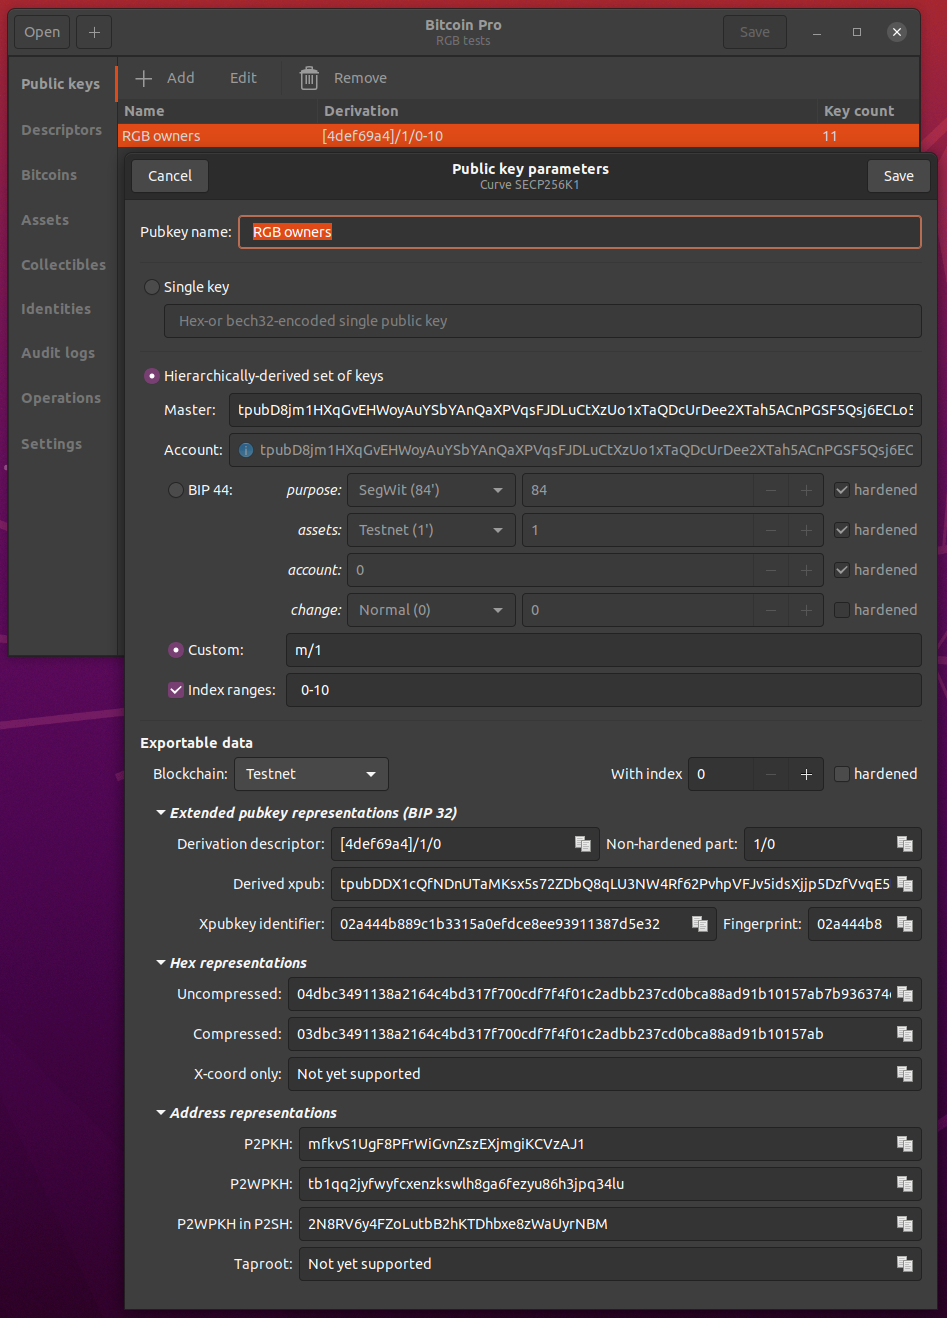 Open + Bitcoin Pro Save
RGB tests
Public keys
Descriptors
Bitcoins
Assets
Collectibles
Identities
Audit logs
Operations
Settings
Add Edit Remove
Name Derivation Key count
RGB owners [4def69a4]/1/0-10 11
Cancel Public key parameters Save
Curve SECP256K1
Pubkey name: RGB owners
Single key
Hex-or bech32-encoded single public key
Hierarchically-derived set of keys
Master: tpubD8jm1HXqGvEHWoyAuYSbYAnQaXPVqsFJDLuCtXzUo1xTaQDcUrDee2XTah5ACnPGSF5Qsj6ECLo5
Account: tpubD8jm1HXqGvEHWoyAuYSbYAnQaXPVqsFJDLuCtXzUo1xTaQDcUrDee2XTah5ACnPGSF5Qsj6EC
BIP 44: purpose: SegWit (84') 84 hardened
assets: Testnet (1') 1 hardened
account: 0 hardened
change: Normal (0) 0 hardened
Custom: m/1
Index ranges: 0-10
Exportable data
Blockchain: Testnet With index 0 hardened
Extended pubkey representations (BIP 32)
Derivation descriptor: [4def69a4]/1/0 Non-hardened part: 1/0
Derived xpub: tpubDDX1cQfNDnUTaMKsx5s72ZDbQ8qLU3NW4Rf62PvhpVFJv5idsXjjp5DzfVvqE5
Xpubkey identifier: 02a444b889c1b3315a0efdce8ee93911387d5e32 Fingerprint: 02a444b8
Hex representations
Uncompressed: 04dbc3491138a2164c4bd317f700cdf7f4f01c2adbb237cd0bca88ad91b10157ab7b936374
Compressed: 03dbc3491138a2164c4bd317f700cdf7f4f01c2adbb237cd0bca88ad91b10157ab
X-coord only: Not yet supported
Address representations
P2PKH: mfkvS1UgF8PFrWiGvnZszEXjmgiKCVzAJ1
P2WPKH: tb1qq2jyfwyfcxenzkswlh8ga6fezyu86h3jpq34lu
P2WPKH in P2SH: 2N8RV6y4FZoLutbB2hKTDhbxe8zWaUyrNBM
Taproot: Not yet supported